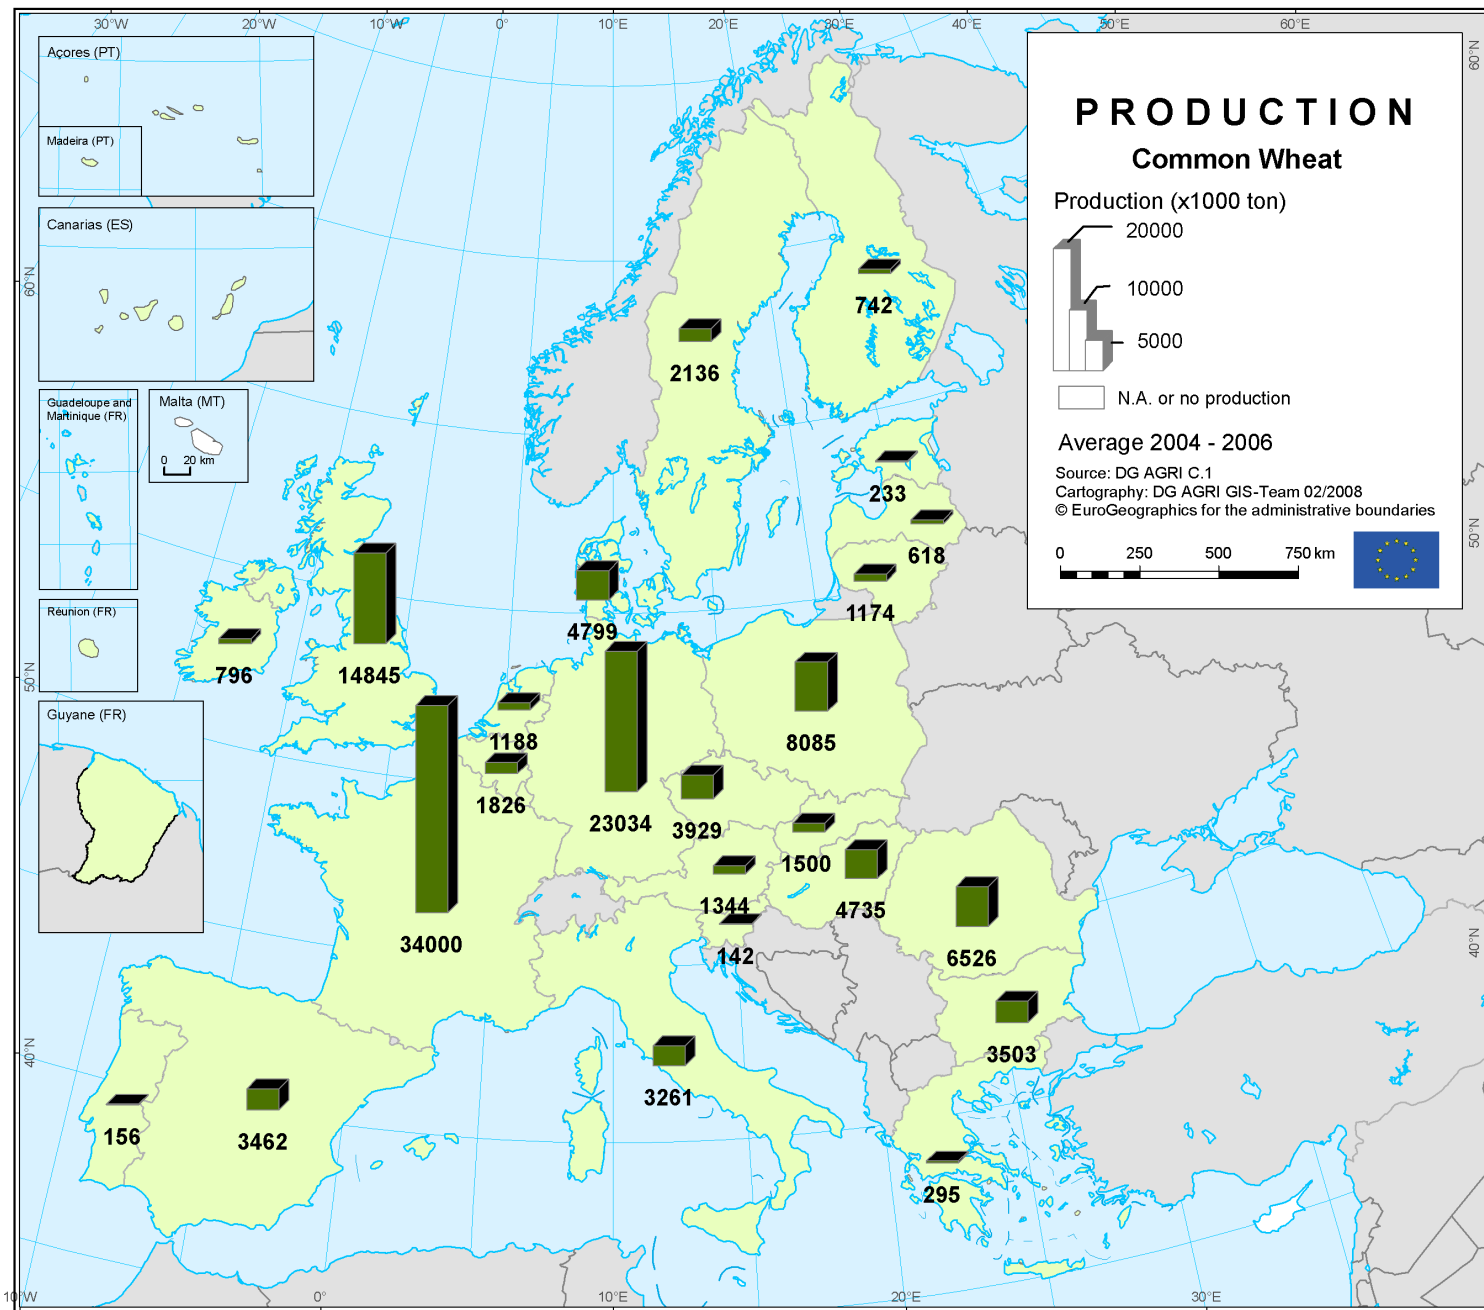 30°W 20°W 10°W 0° 10°E 20°E 30°E 40°E 50°E 60°E
Açores (PT)
Madeira (PT)
Canarias (ES)
Guadeloupe and
Martinique (FR)
Malta (MT)
0 20 km
Réunion (FR)
Guyane (FR)
PRODUCTION
Common Wheat
Production (x1000 ton)
20000
10000
5000
N.A. or no production
Average 2004 - 2006
Source: DG AGRI C.1
Cartography: DG AGRI GIS-Team 02/2008
© EuroGeographics for the administrative boundaries
0 250 500 750 km
742
2136
233
618
1174
4799
796
14845
1188
8085
1826
23034
3929
1500
1344
4735
34000
142
6526
3503
3261
156
3462
295
60°N
50°N
40°N
60°N
50°N
40°N
10°W 0° 10°E 20°E 30°E